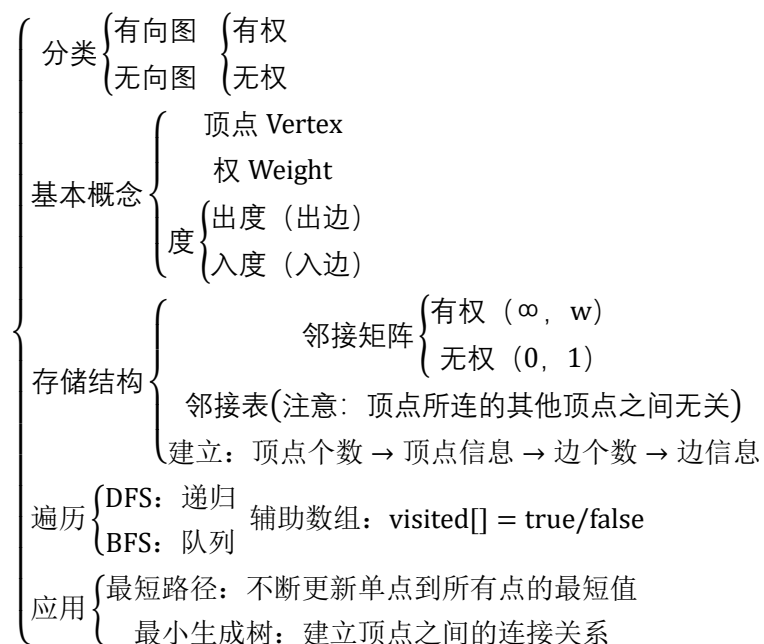 分类 有向图 有权
无向图 无权
基本概念 顶点 Vertex
权 Weight
度 出度（出边）
入度（入边）
存储结构 邻接矩阵 有权（∞，w）
无权（0，1）
邻接表(注意：顶点所连的其他顶点之间无关)
建立：顶点个数 → 顶点信息 → 边个数 → 边信息
遍历 DFS：递归 辅助数组：visited[] = true/false
BFS：队列
应用 最短路径：不断更新单点到所有点的最短值
最小生成树：建立顶点之间的连接关系